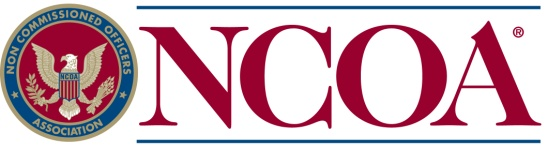 NON COMMISSIONED OFFICERS
NCOA
ASSOCIATION
NCOA®